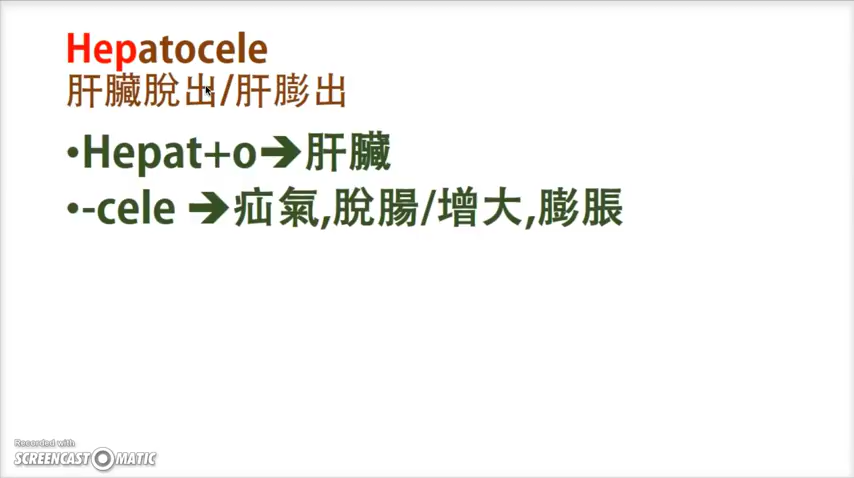 Hepatocele
肝臟脫出/肝膨出
•Hepat+o➔肝臟
•-cele ➔疝氣,脫腸/增大,膨脹
Recorded with
SCREENCAST-O-MATIC